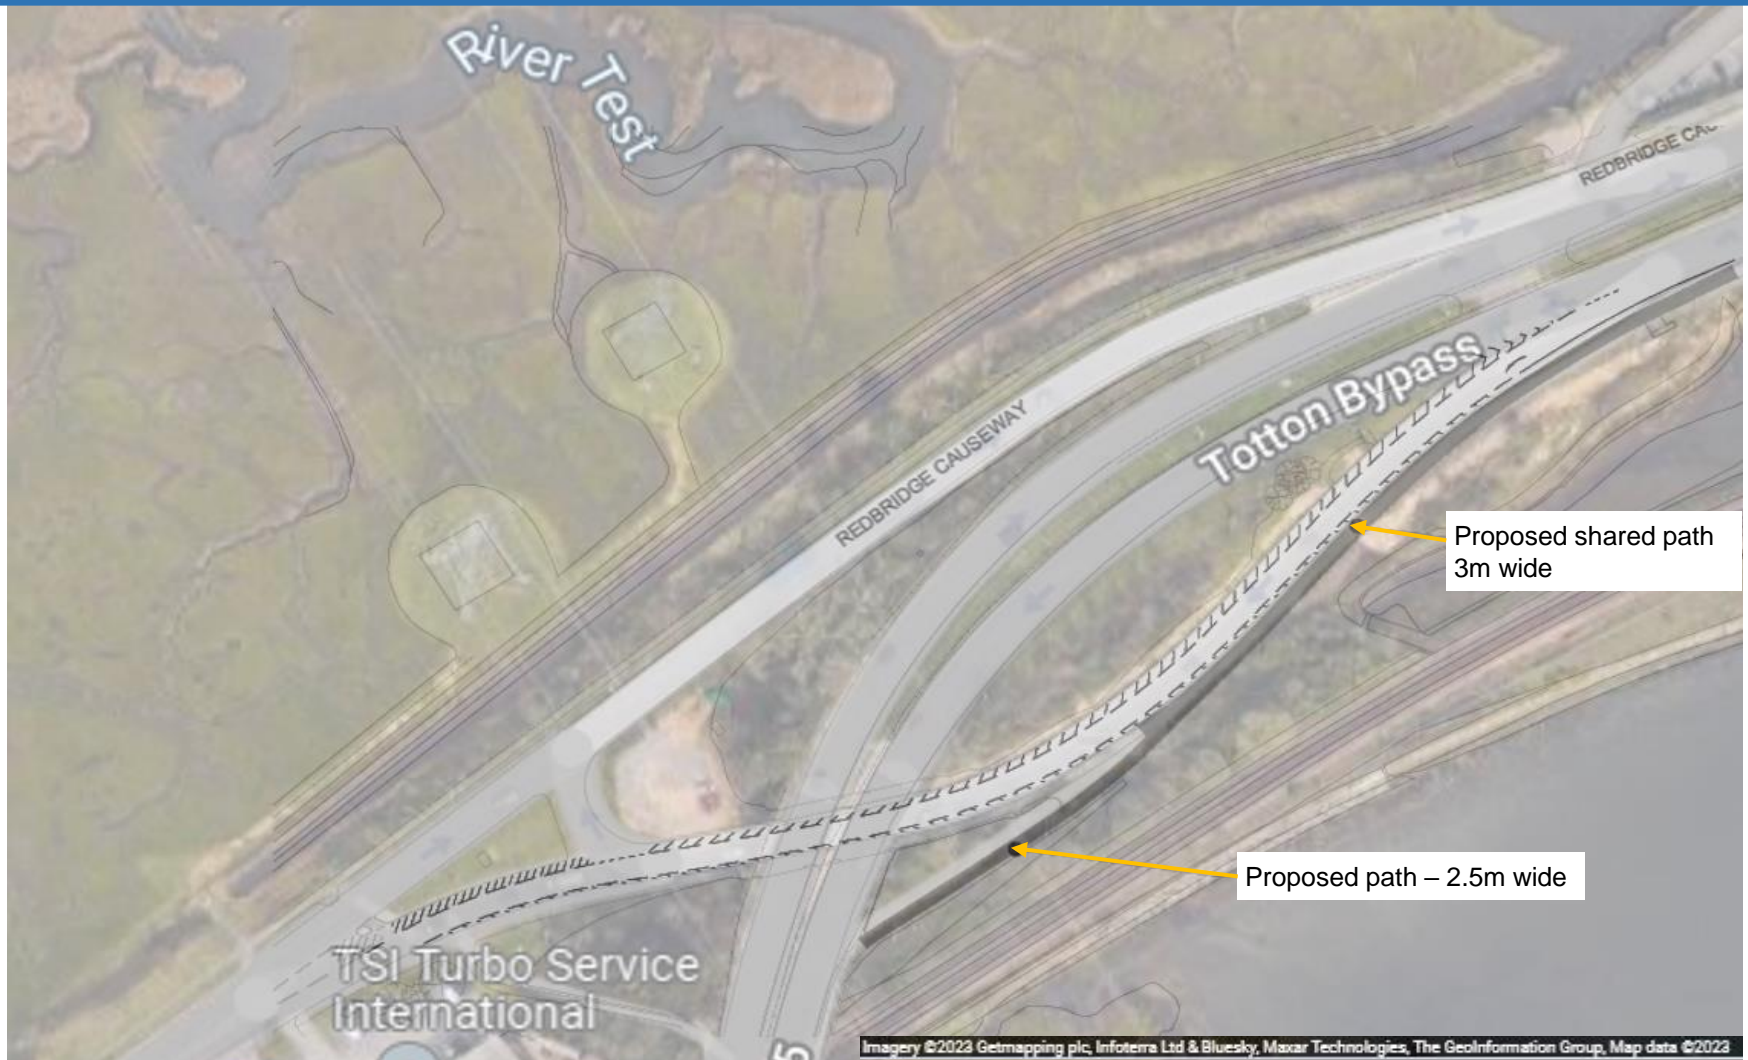 River Test
REDBRIDGE CAU
REDBRIDGE CAUSEWAY
Totton Bypass
Proposed shared path
3m wide
Proposed path – 2.5m wide
TSI Turbo Service
International
5
Imagery ©2023 Getmapping plc, Infoterra Ltd & Bluesky, Maxar Technologies, The GeoInformation Group, Map data ©2023